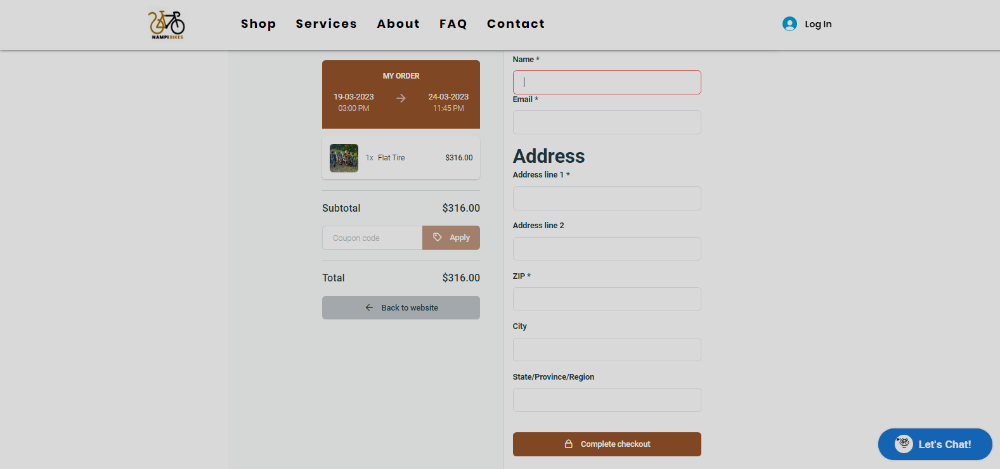 NAMPIBIKES
Shop Services About FAQ Contact
Log In
MY ORDER
19-03-2023 24-03-2023
03:00 PM 11:45 PM
1x Flat Tire $316.00
Subtotal $316.00
Coupon code Apply
Total $316.00
Back to website
Name *
Email *
Address
Address line 1 *
Address line 2
ZIP *
City
State/Province/Region
Complete checkout
Let's Chat!